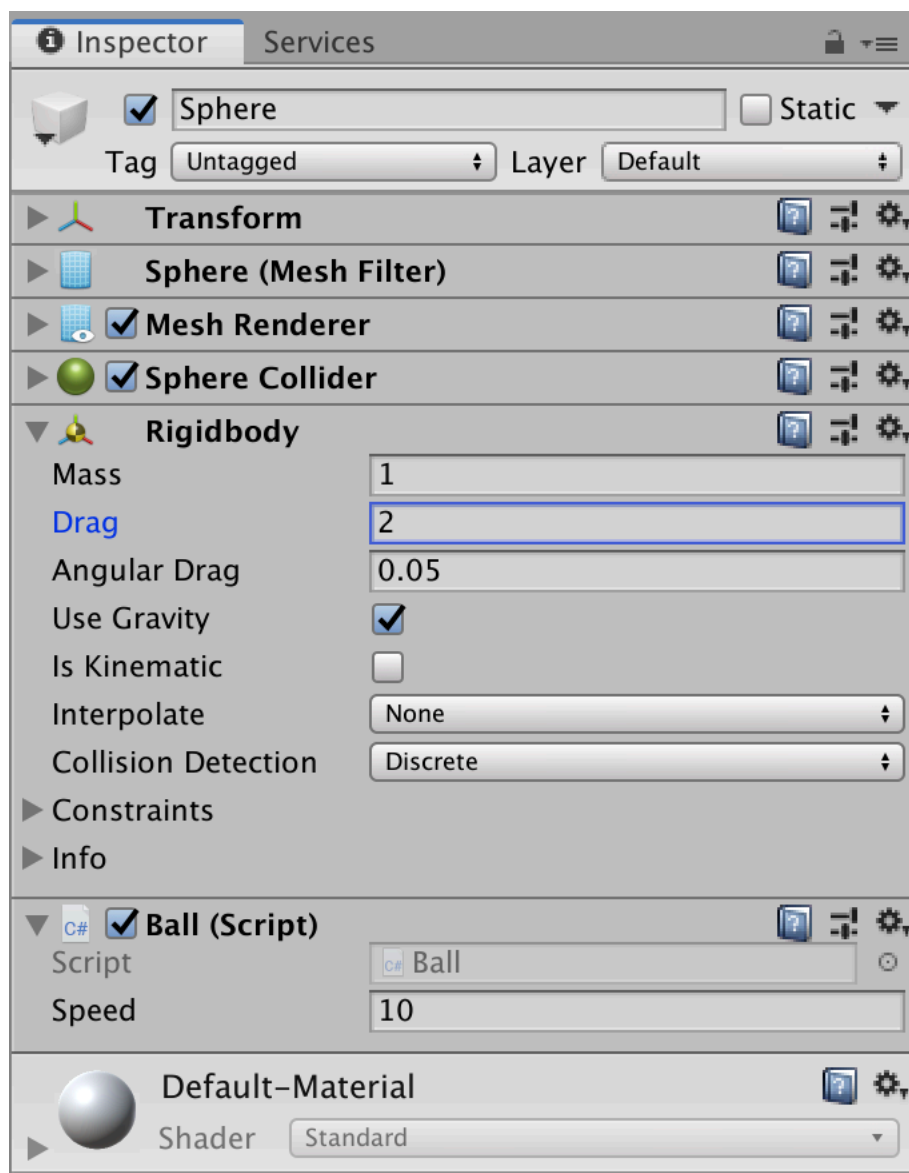 Inspector Services
Sphere Static
Tag Untagged Layer Default
Transform
Sphere (Mesh Filter)
Mesh Renderer
Sphere Collider
Rigidbody
Mass 1
Drag 2
Angular Drag 0.05
Use Gravity
Is Kinematic
Interpolate None
Collision Detection Discrete
Constraints
Info
C# Ball (Script)
Script C# Ball
Speed 10
Default-Material
Shader Standard